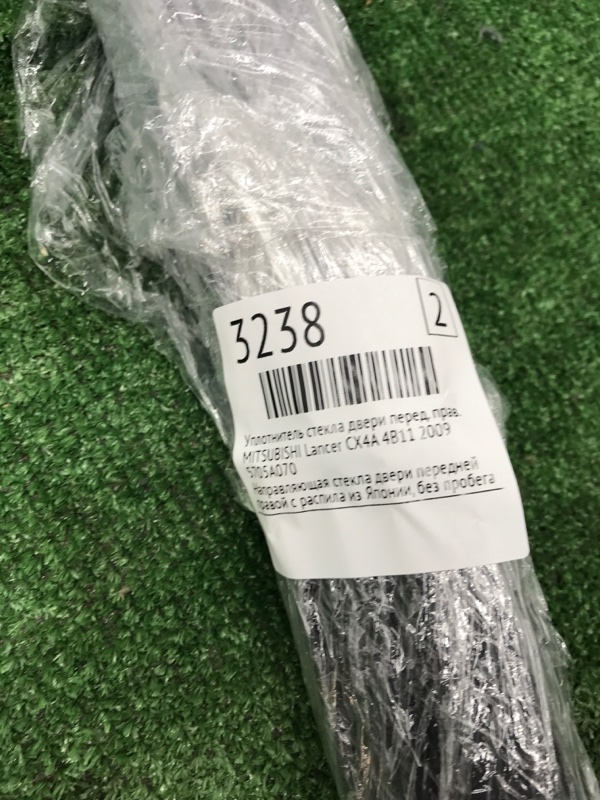 3238
2
Уплотнитель стекла двери перед. прав.
MITSUBISHI Lancer CX4A 4B11 2009
5705A070
Направляющая стекла двери передней
правой с распила из Японии, без пробега